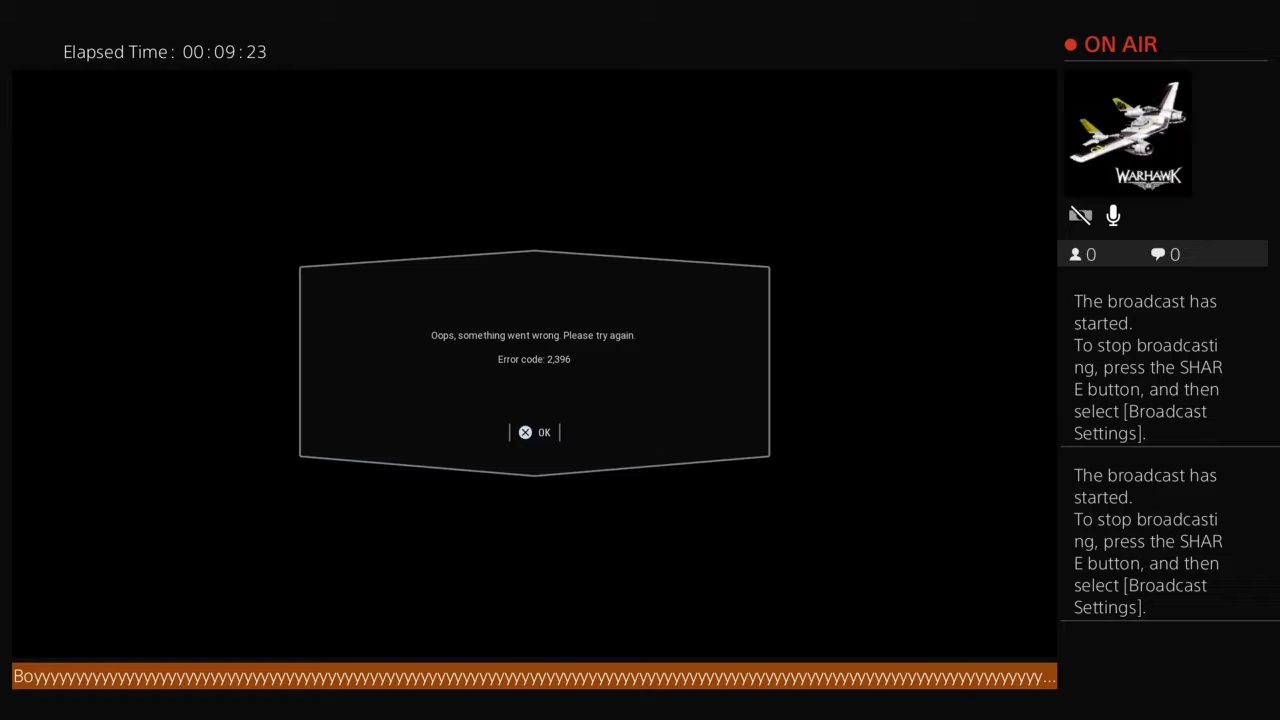 Elapsed Time: 00:09:23
ON AIR
WARHAWK
0 0
The broadcast has
started.
To stop broadcasti
ng, press the SHAR
E button, and then
select [Broadcast
Settings].
The broadcast has
started.
To stop broadcasti
ng, press the SHAR
E button, and then
select [Broadcast
Settings].
Oops, something went wrong. Please try again.
Error code: 2,396
OK
Boyyyyyyyyyyyyyyyyyyyyyyyyyyyyyyyyyyyyyyyyyyyyyyyyyyyyyyyyyyyyyyyyyyyyyyyyyyyyyyyyyyyyyyyyyyyyyyyyyyyyyyyyyyyyyyyyyy...